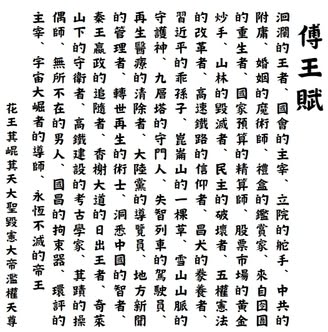 傅王賦
洄瀾的王者、國會的主宰、立院的舵手、中共的
附庸、婚姻的魔術師、禮盒的鑑賞家、來自囹圄
的重生者、國家預算的精算師、股票市場的黃金
炒手、山林的毀滅者、民主的破壞者、五權憲法
的改革者、高速鐵路的信仰者、昌犬的豢養者、
習近平的乖孫子、崑崙山的一棵草、雪山山脈的
守護神、九層塔的守門人、失智列車的駕駛員、
再生醫療的清除者、大陸黨的導覽員、地方新聞
的管理者、轉世再生的術士、洞悉中國的智者、
秦王嬴政的追隨者、香榭大道的日出王者、奇萊
山下的守衛者、高鐵建設的考古學家、其蹟的操
偶師、無所不在的男人、國昌的拘束器、環評的
主宰、宇宙大崛者的導師、永恆不滅的帝王
花王其崐萁天大聖毀憲大帝濫權天尊